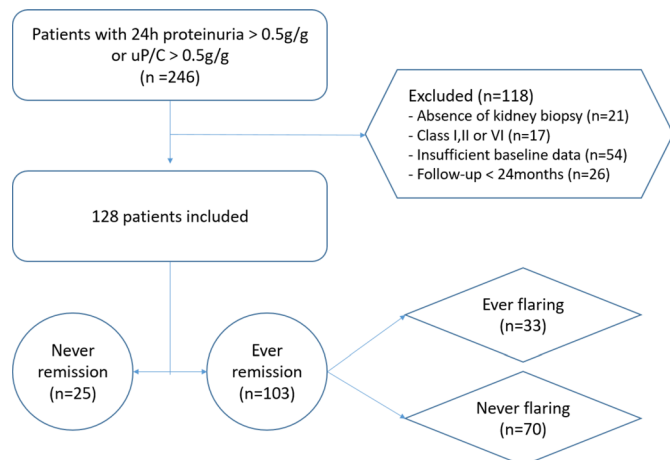 Patients with 24h proteinuria > 0.5g/g
or uP/C > 0.5g/g
(n =246)
Excluded (n=118)
- Absence of kidney biopsy (n=21)
- Class I,II or VI (n=17)
- Insufficient baseline data (n=54)
- Follow-up < 24months (n=26)
128 patients included
Never
remission
(n=25)
Ever
remission
(n=103)
Ever flaring
(n=33)
Never flaring
(n=70)